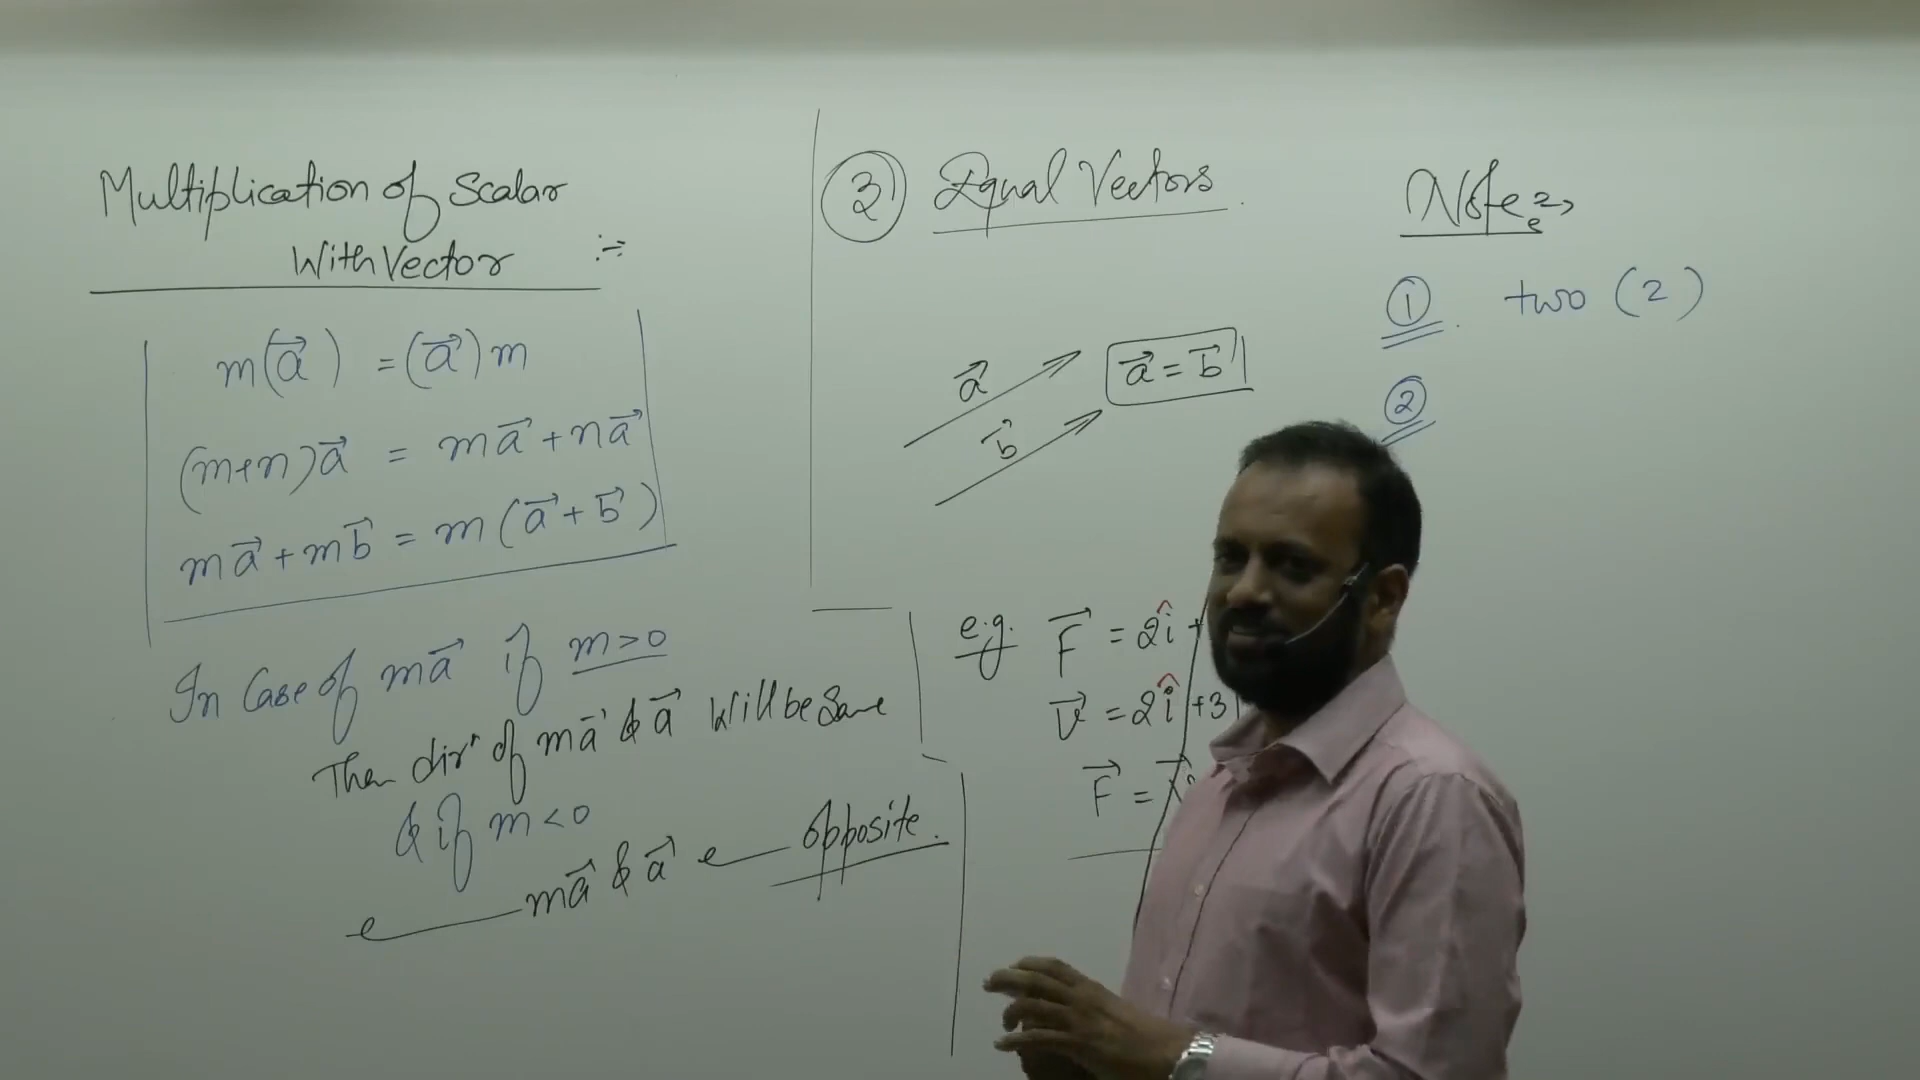 Multiplication of Scalar
With Vector :-
m(a⃗) = (a⃗)m
(m+n)a⃗ = ma⃗ + na⃗
ma⃗ + mb⃗ = m(a⃗ + b⃗)
In Case of ma⃗ if m>0
Then dirⁿ of ma⃗ & a⃗ Will be Same
& if m<0
ma⃗ & a⃗ opposite.
③ Equal Vectors
a⃗
a⃗ = b⃗
b⃗
e.g. F⃗ = 2î +
v⃗ = 2î + 3
F⃗ =
Note:
① two (2)
②